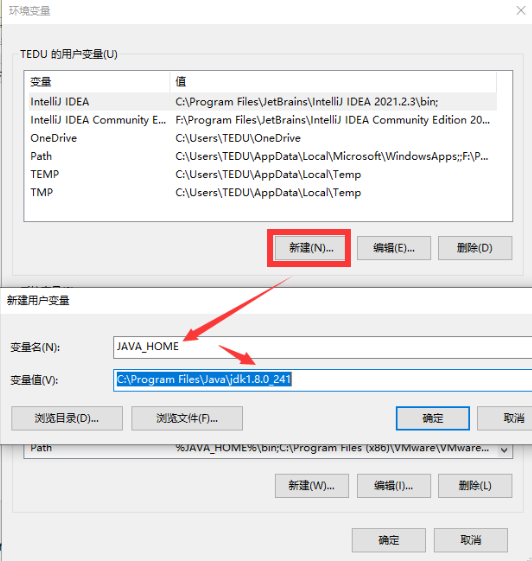 环境变量
TEDU 的用户变量(U)
变量 值
IntelliJ IDEA C:\Program Files\JetBrains\IntelliJ IDEA 2021.2.3\bin;
IntelliJ IDEA Community E... F:\Program Files\JetBrains\IntelliJ IDEA Community Edition 20...
OneDrive C:\Users\TEDU\OneDrive
Path C:\Users\TEDU\AppData\Local\Microsoft\WindowsApps;;F:\P...
TEMP C:\Users\TEDU\AppData\Local\Temp
TMP C:\Users\TEDU\AppData\Local\Temp
新建(N)... 编辑(E)... 删除(D)
新建用户变量
变量名(N): JAVA_HOME
变量值(V): C:\Program Files\Java\jdk1.8.0_241
浏览目录(D)... 浏览文件(F)... 确定 取消
Path %JAVA_HOME%\bin;C:\Program Files (x86)\VMware\VMware...
新建(W)... 编辑(I)... 删除(L)
确定 取消